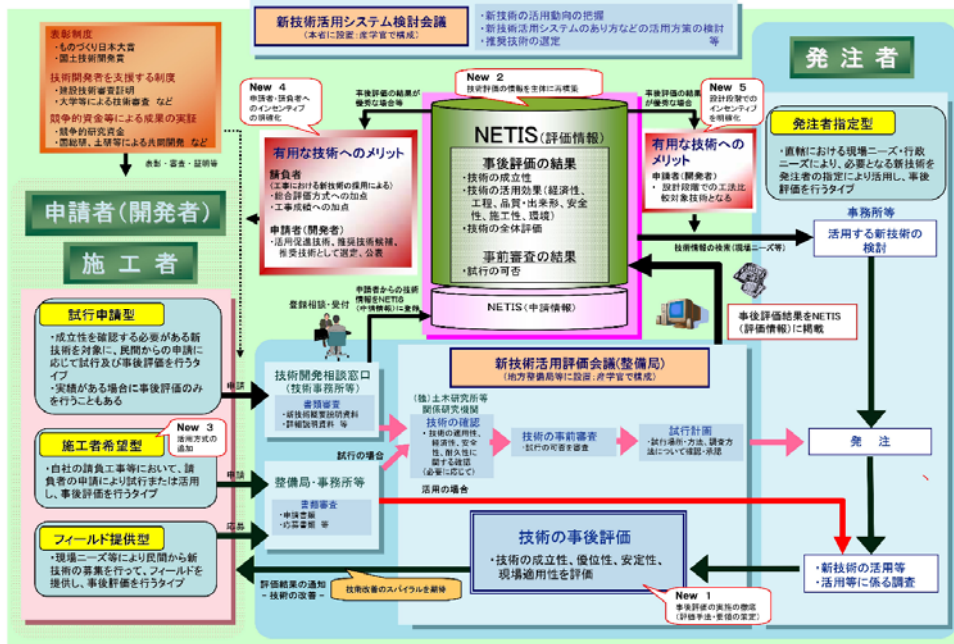 新技術活用システム検討会議
(本省に設置：産学官で構成)
・新技術の活用動向の把握
・新技術活用システムのあり方などの活用方策の検討
・推奨技術の選定　等
表彰制度
・ものづくり日本大賞
・国土技術開発賞
技術開発者を支援する制度
・建設技術審査証明
・大学等による技術審査 など
競争的資金等による成果の実証
・競争的研究資金
・国総研、土研等による共同開発 など
表彰・審査・証明等
New 4
申請者・請負者へ
のインセンティブ
の明確化
事後評価の結果が
優秀な場合等
New 2
技術評価の情報を主体に再構築
事後評価の結果
が優秀な場合
New 5
設計段階での
インセンティブ
を明確化
発注者
発注者指定型
・直轄における現場ニーズ・行政
ニーズにより、必要となる新技術を
発注者の指定により活用し、事後
評価を行うタイプ
有用な技術へのメリット
請負者
(工事における新技術の採用による)
・総合評価方式への加点
・工事成績への加点
申請者(開発者)
・活用促進技術、推奨技術候補、
推奨技術として選定、公表
NETIS(評価情報)
事後評価の結果
・技術の成立性
・技術の活用効果(経済性、
工程、品質・出来形、安全
性、施工性、環境)
・技術の全体評価
事前審査の結果
・試行の可否
NETIS(申請情報)
有用な技術への
メリット
申請者(開発者)
・設計段階での工法比
較対象技術となる
事務所等
活用する新技術の
検討
技術情報の検索(現場ニーズ等)
申請者(開発者)
施工者
試行申請型
・成立性を確認する必要がある新
技術を対象に、民間からの申請に
応じて試行及び事後評価を行うタ
イプ
・実績がある場合に事後評価のみ
を行うこともある
申請
登録相談・受付
申請者からの技術
情報をNETIS
(申請情報)に登録
事後評価結果をNETIS
(評価情報)に掲載
技術開発相談窓口
(技術事務所等)
書類審査
・新技術概要説明資料
・詳細説明資料 等
新技術活用評価会議(整備局)
(地方整備局等に設置：産学官で構成)
(独)土木研究所等
関係研究機関
技術の確認
・技術の適用性、
経済性、安全
性、耐久性に
関する確認
(必要に応じて)
技術の事前審査
・試行の可否を審査
試行計画
・試行場所・方法、調査方
法について確認・承認
発注
New 3
活用方式の
追加
施工者希望型
・自社の請負工事等において、請
負者の申請により試行または活用
し、事後評価を行うタイプ
申請
試行の場合
整備局・事務所等
書類審査
・申請書類
・応募書類 等
活用の場合
フィールド提供型
・現場ニーズ等により民間から新
技術の募集を行って、フィールドを
提供し、事後評価を行うタイプ
応募
技術の事後評価
・技術の成立性、優位性、安定性、
現場適用性を評価
・新技術の活用等
・活用等に係る調査
評価結果の通知
- 技術の改善 -
技術改善のスパイラルを期待
New 1
事後評価の実施の徹底
(評価手法・要領の策定)